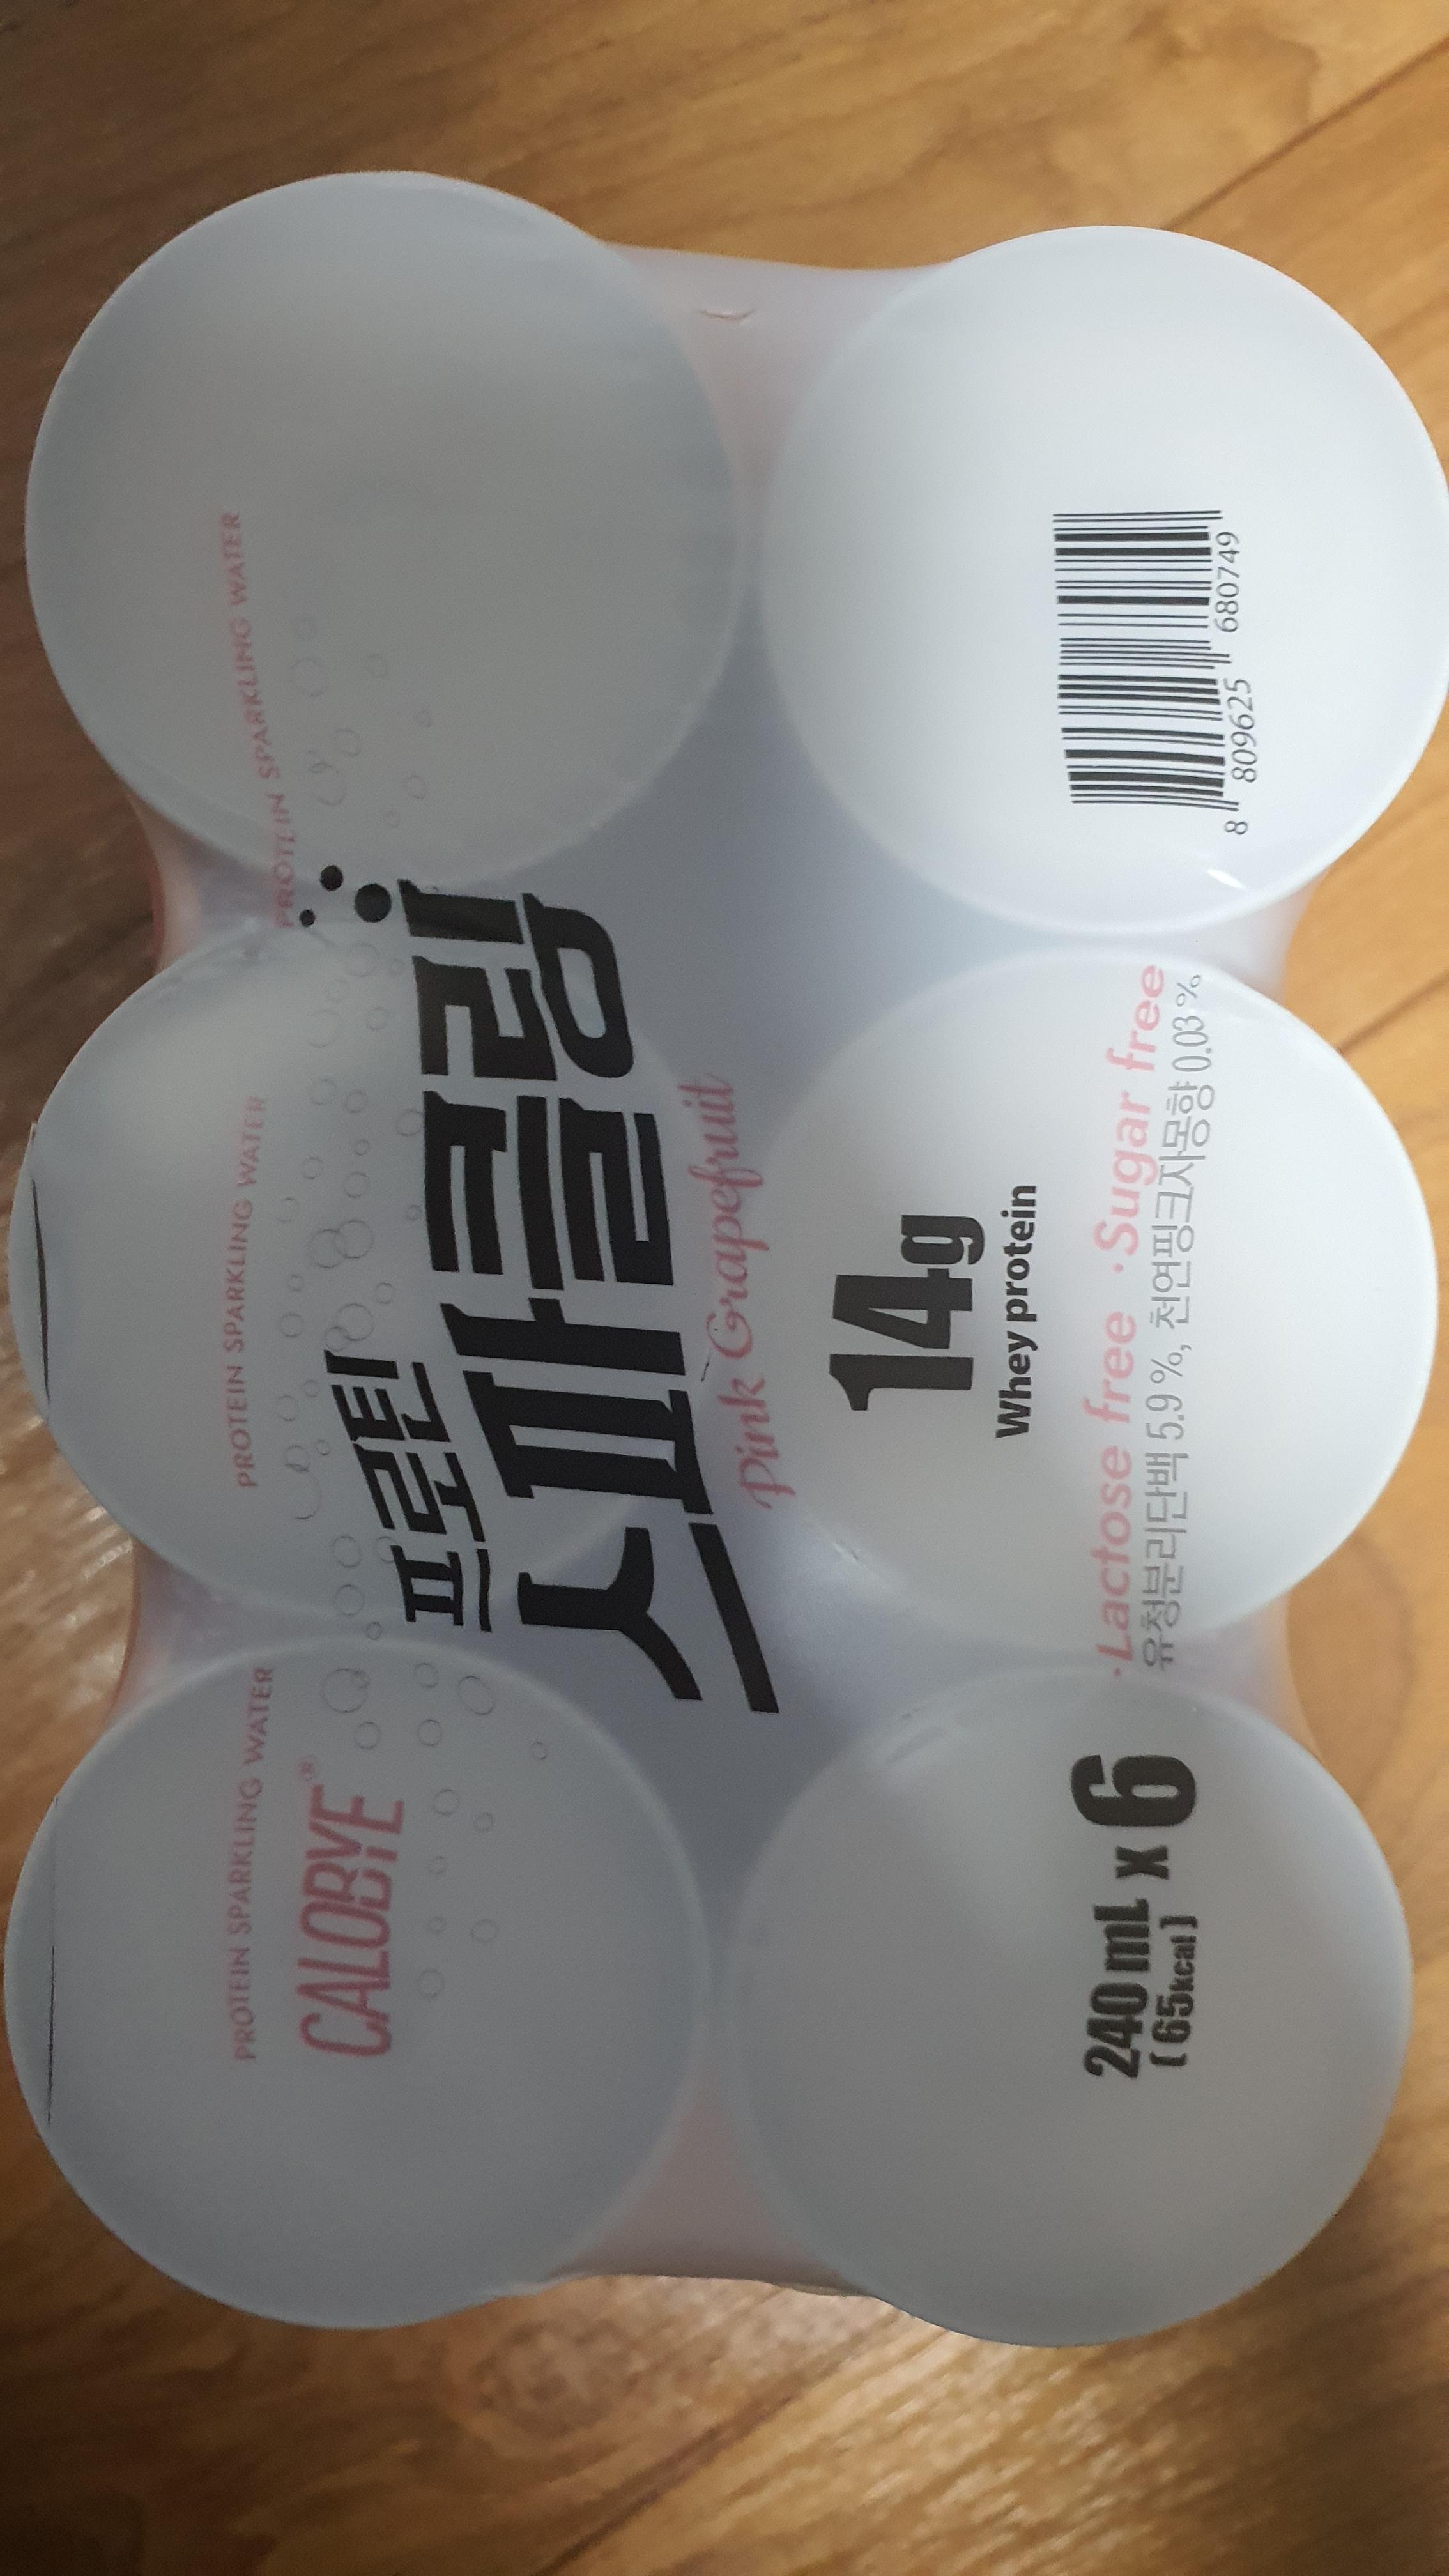 PROTEIN SPARKLING WATER
PROTEIN SPARKLING WATER
PROTEIN SPARKLING WATER
CALOBYE
프로틴
스파클링
Pink Grapefruit
14g
Whey protein
·Lactose free ·Sugar free
유청분리단백 5.9 %, 천연핑크자몽향 0.03 %
240 mL x 6
( 65kcal )
8 809625 680749